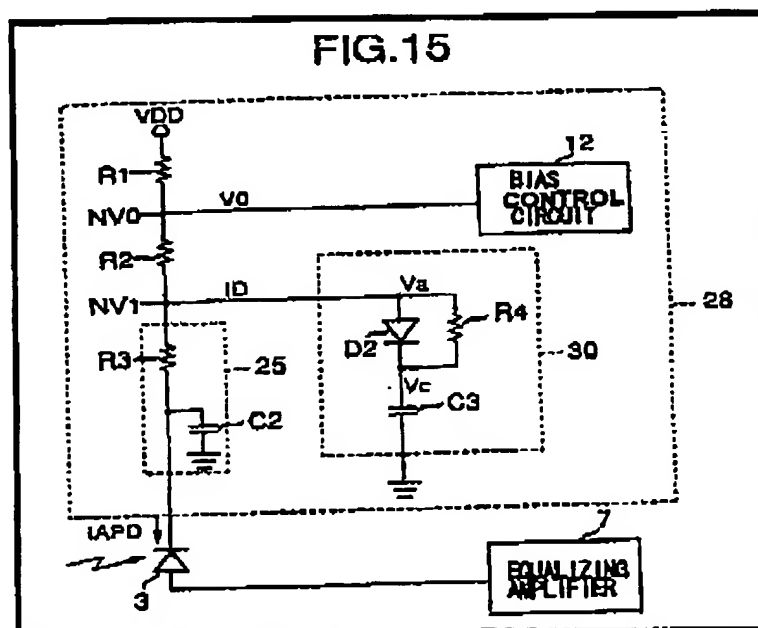 FIG.15
VDD
R1
12
BIAS
CONTROL
CIRCUIT
NV0
V0
R2
NV1
ID
Va
R4
28
D2
R3
25
30
Vc
C3
C2
IAPD
3
7
EQUALIZING
AMPLIFIER